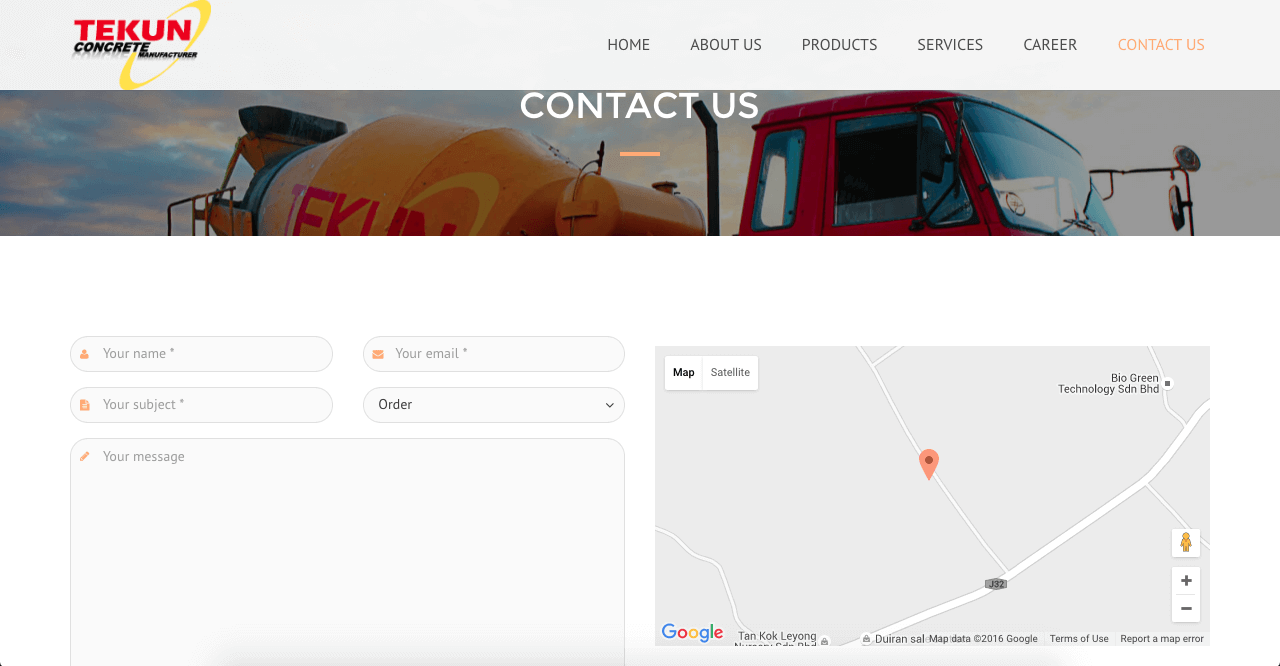 TEKUN
CONCRETE
MANUFACTURER
HOME
ABOUT US
PRODUCTS
SERVICES
CAREER
CONTACT US
CONTACT US
TEKUN
Your name *
Your email *
Your subject *
Order
Your message
Map
Satellite
Bio Green
Technology Sdn Bhd
J32
Google
Tan Kok Leyong
Nursery Sdn Bhd
Duiran sal
Map data ©2016 Google
Terms of Use
Report a map error